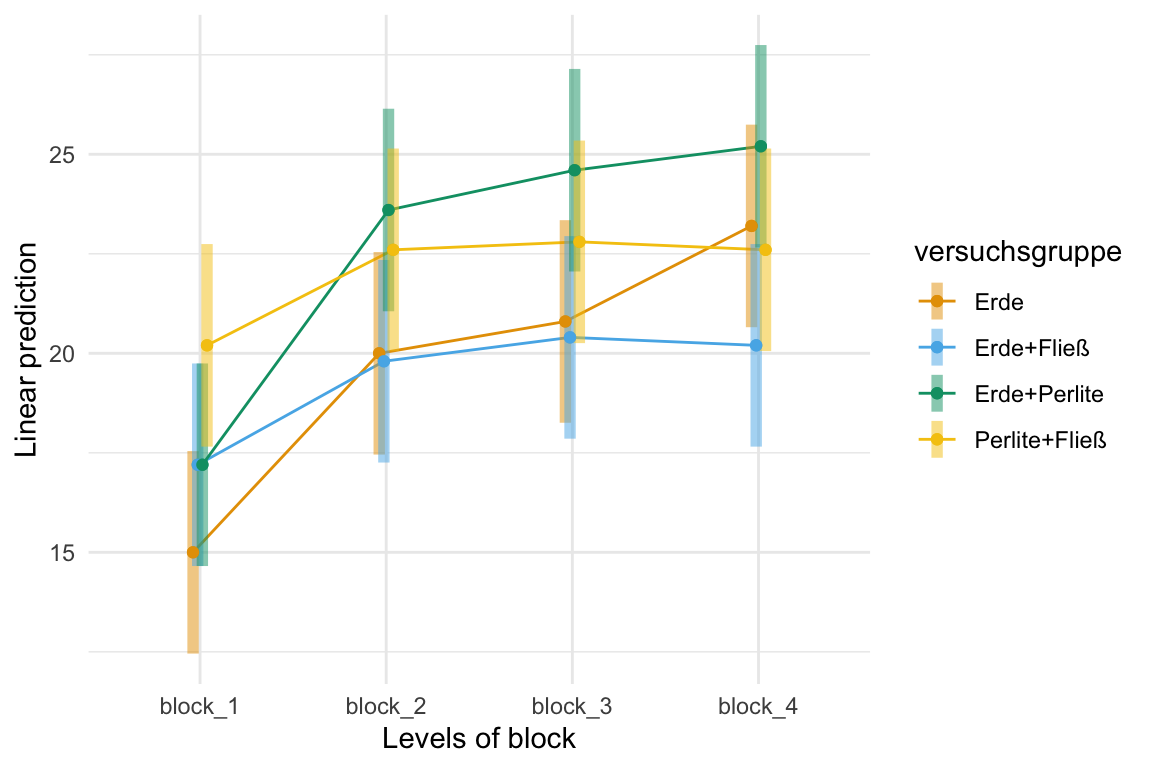 Linear prediction
25
20
15
block_1
block_2
block_3
block_4
Levels of block
versuchsgruppe
Erde
Erde+Fließ
Erde+Perlite
Perlite+Fließ